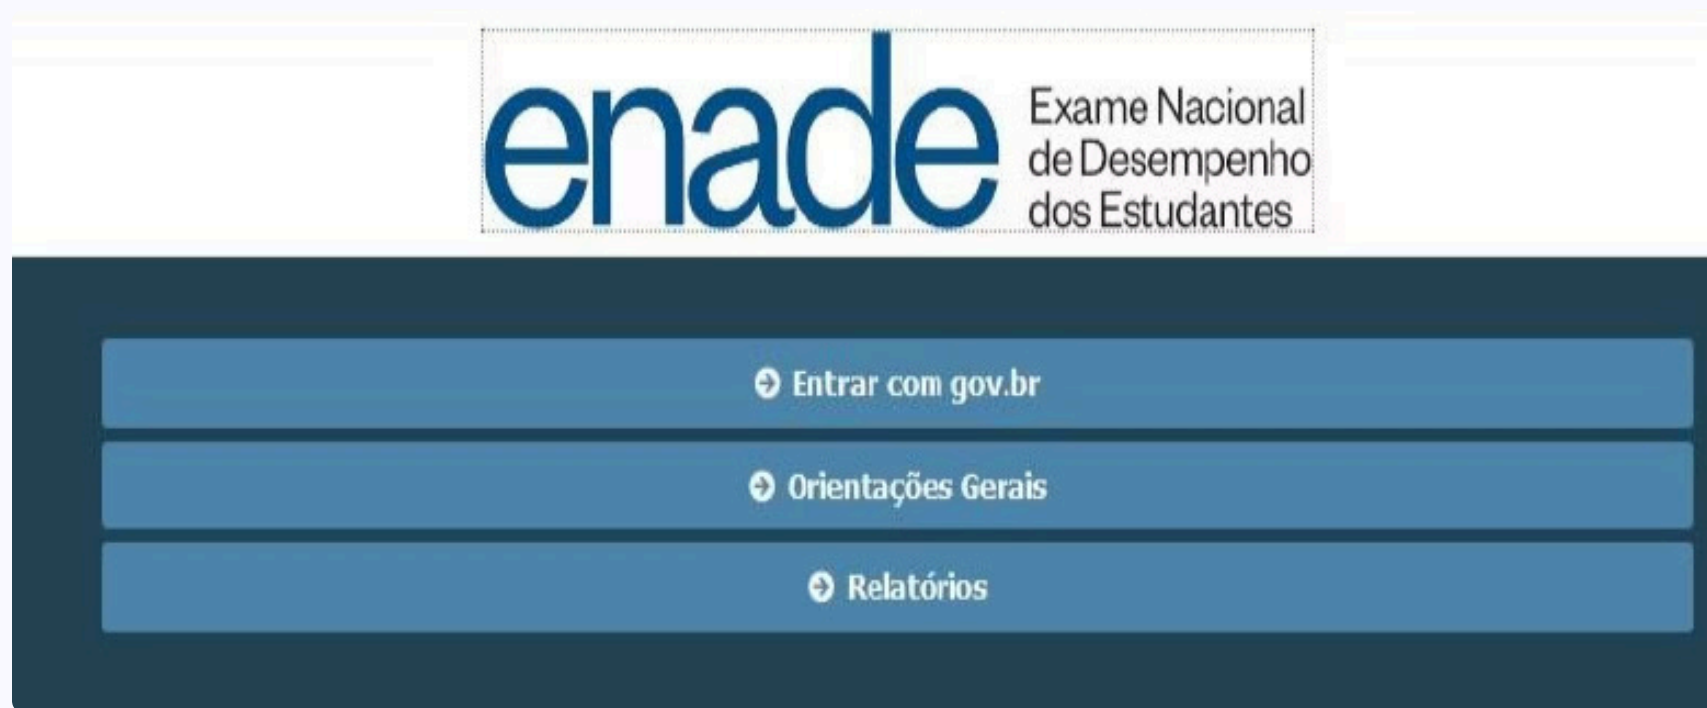 enade
Exame Nacional
de Desempenho
dos Estudantes
Entrar com gov.br
Orientações Gerais
Relatórios